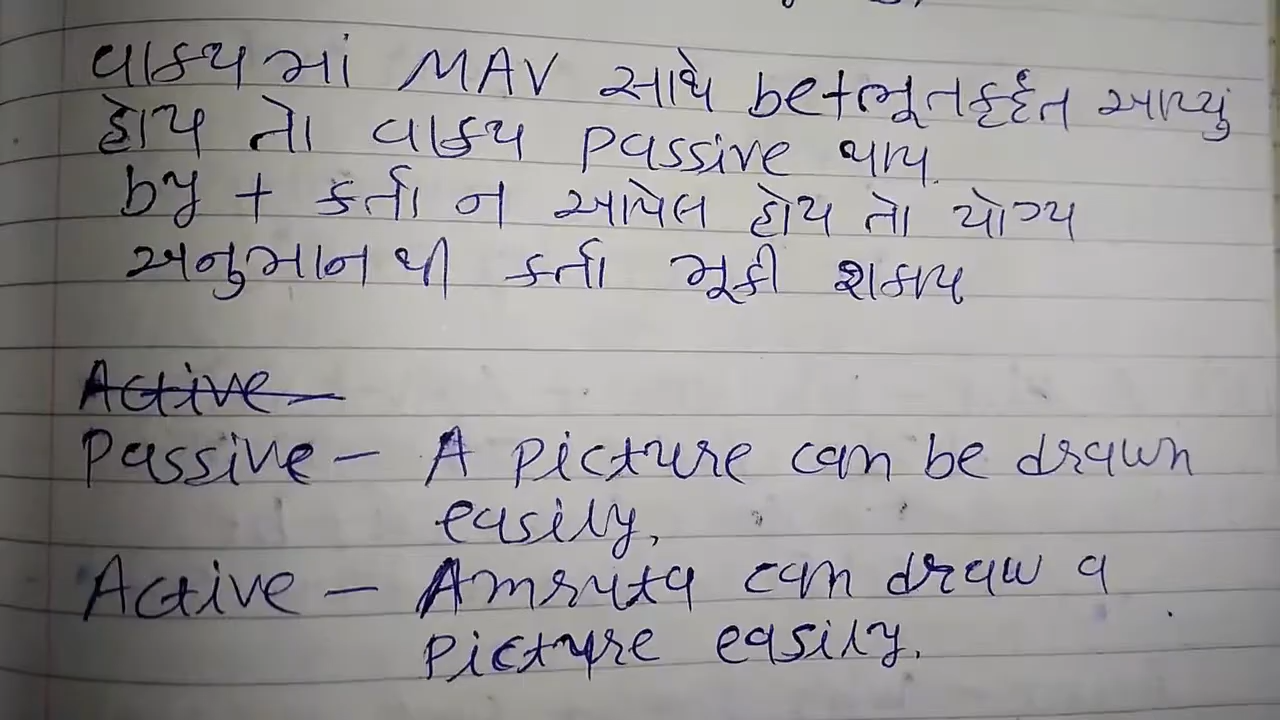 વાક્યમાં MAV સાથે be+ભૂતકૃદંત આવ્યું
હોય તો વાક્ય passive થાય.
by + કર્તા ન આપેલ હોય તો યોગ્ય
અનુમાનથી કર્તા મૂકી શકાય
Active -
Passive - A picture can be drawn
easily.
Active - Amruta can draw a
picture easily.